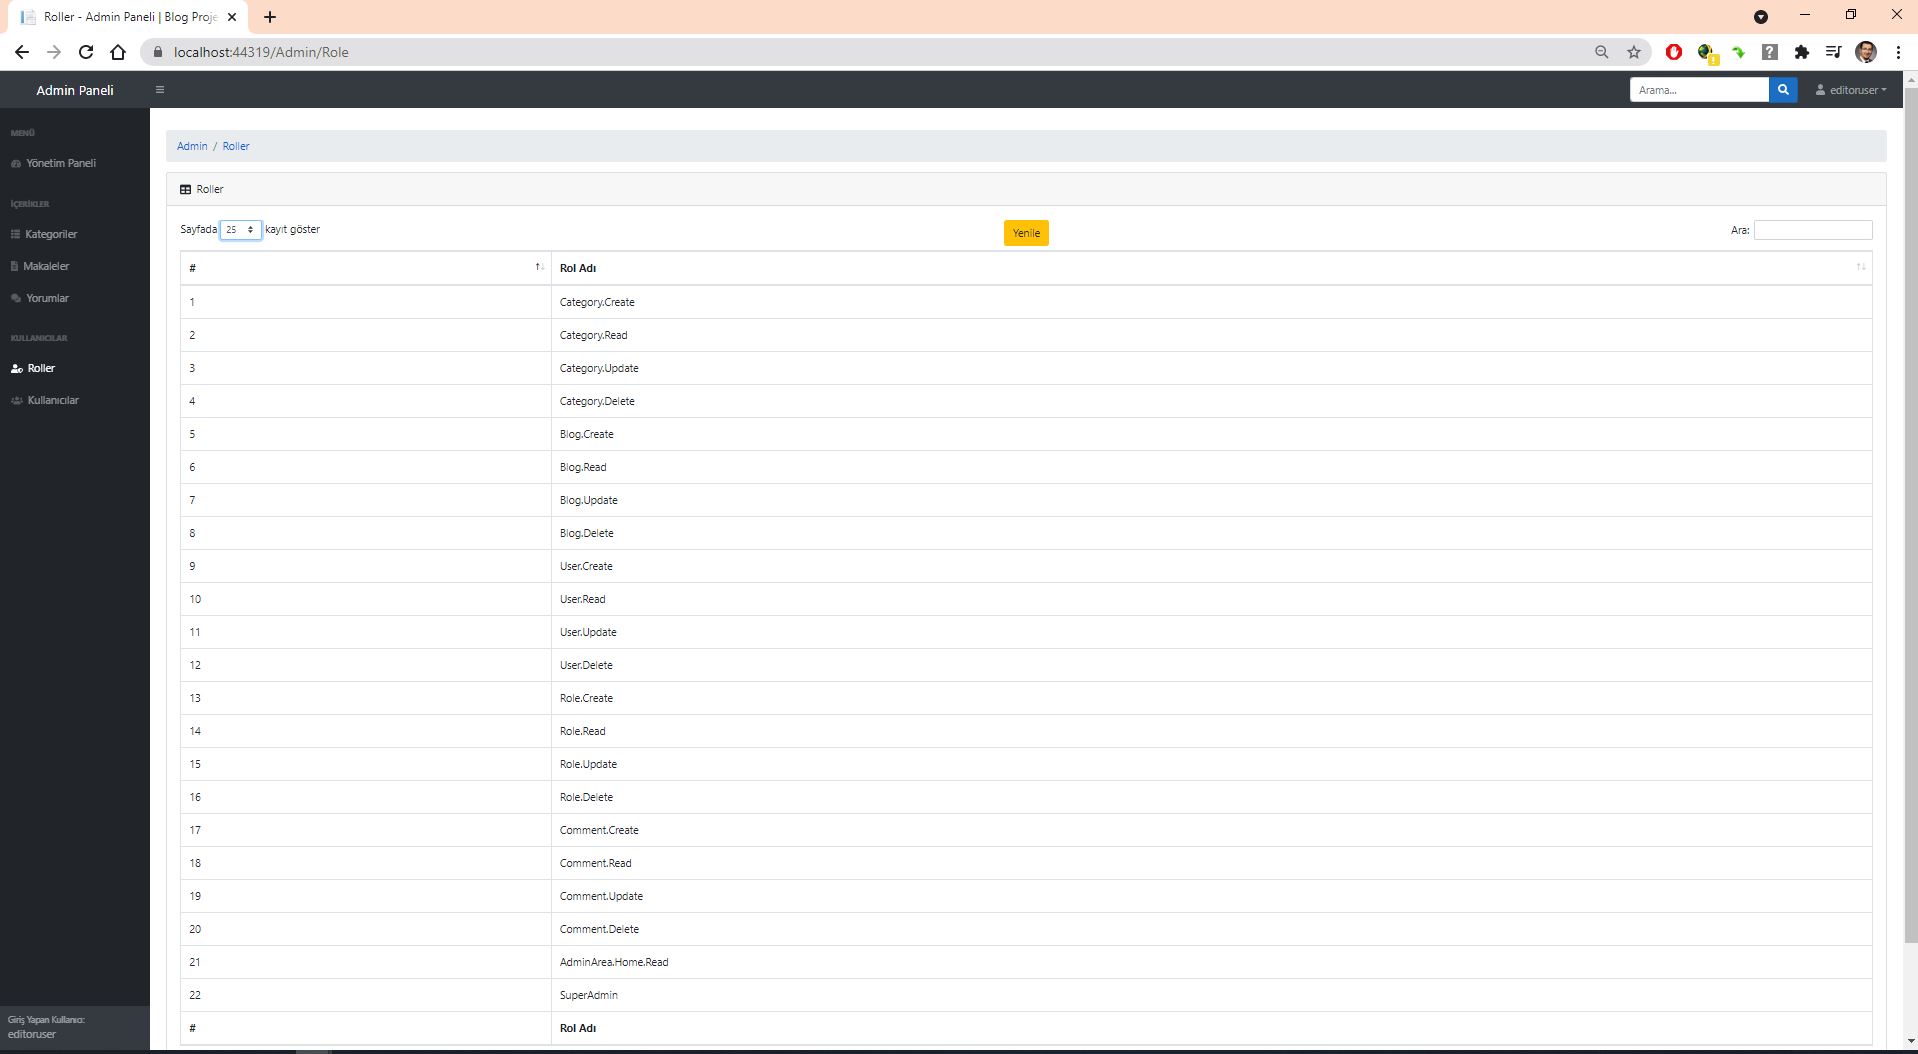 Roller - Admin Paneli | Blog Proje
localhost:44319/Admin/Role
Admin Paneli
Arama...
editoruser
MENÜ
Yönetim Paneli
İÇERİKLER
Kategoriler
Makaleler
Yorumlar
KULLANICILAR
Roller
Kullanıcılar
Giriş Yapan Kullanıcı:
editoruser
Admin / Roller
Roller
Sayfada 25 kayıt göster
Yenile
Ara:
# Rol Adı
1 Category.Create
2 Category.Read
3 Category.Update
4 Category.Delete
5 Blog.Create
6 Blog.Read
7 Blog.Update
8 Blog.Delete
9 User.Create
10 User.Read
11 User.Update
12 User.Delete
13 Role.Create
14 Role.Read
15 Role.Update
16 Role.Delete
17 Comment.Create
18 Comment.Read
19 Comment.Update
20 Comment.Delete
21 AdminArea.Home.Read
22 SuperAdmin
# Rol Adı